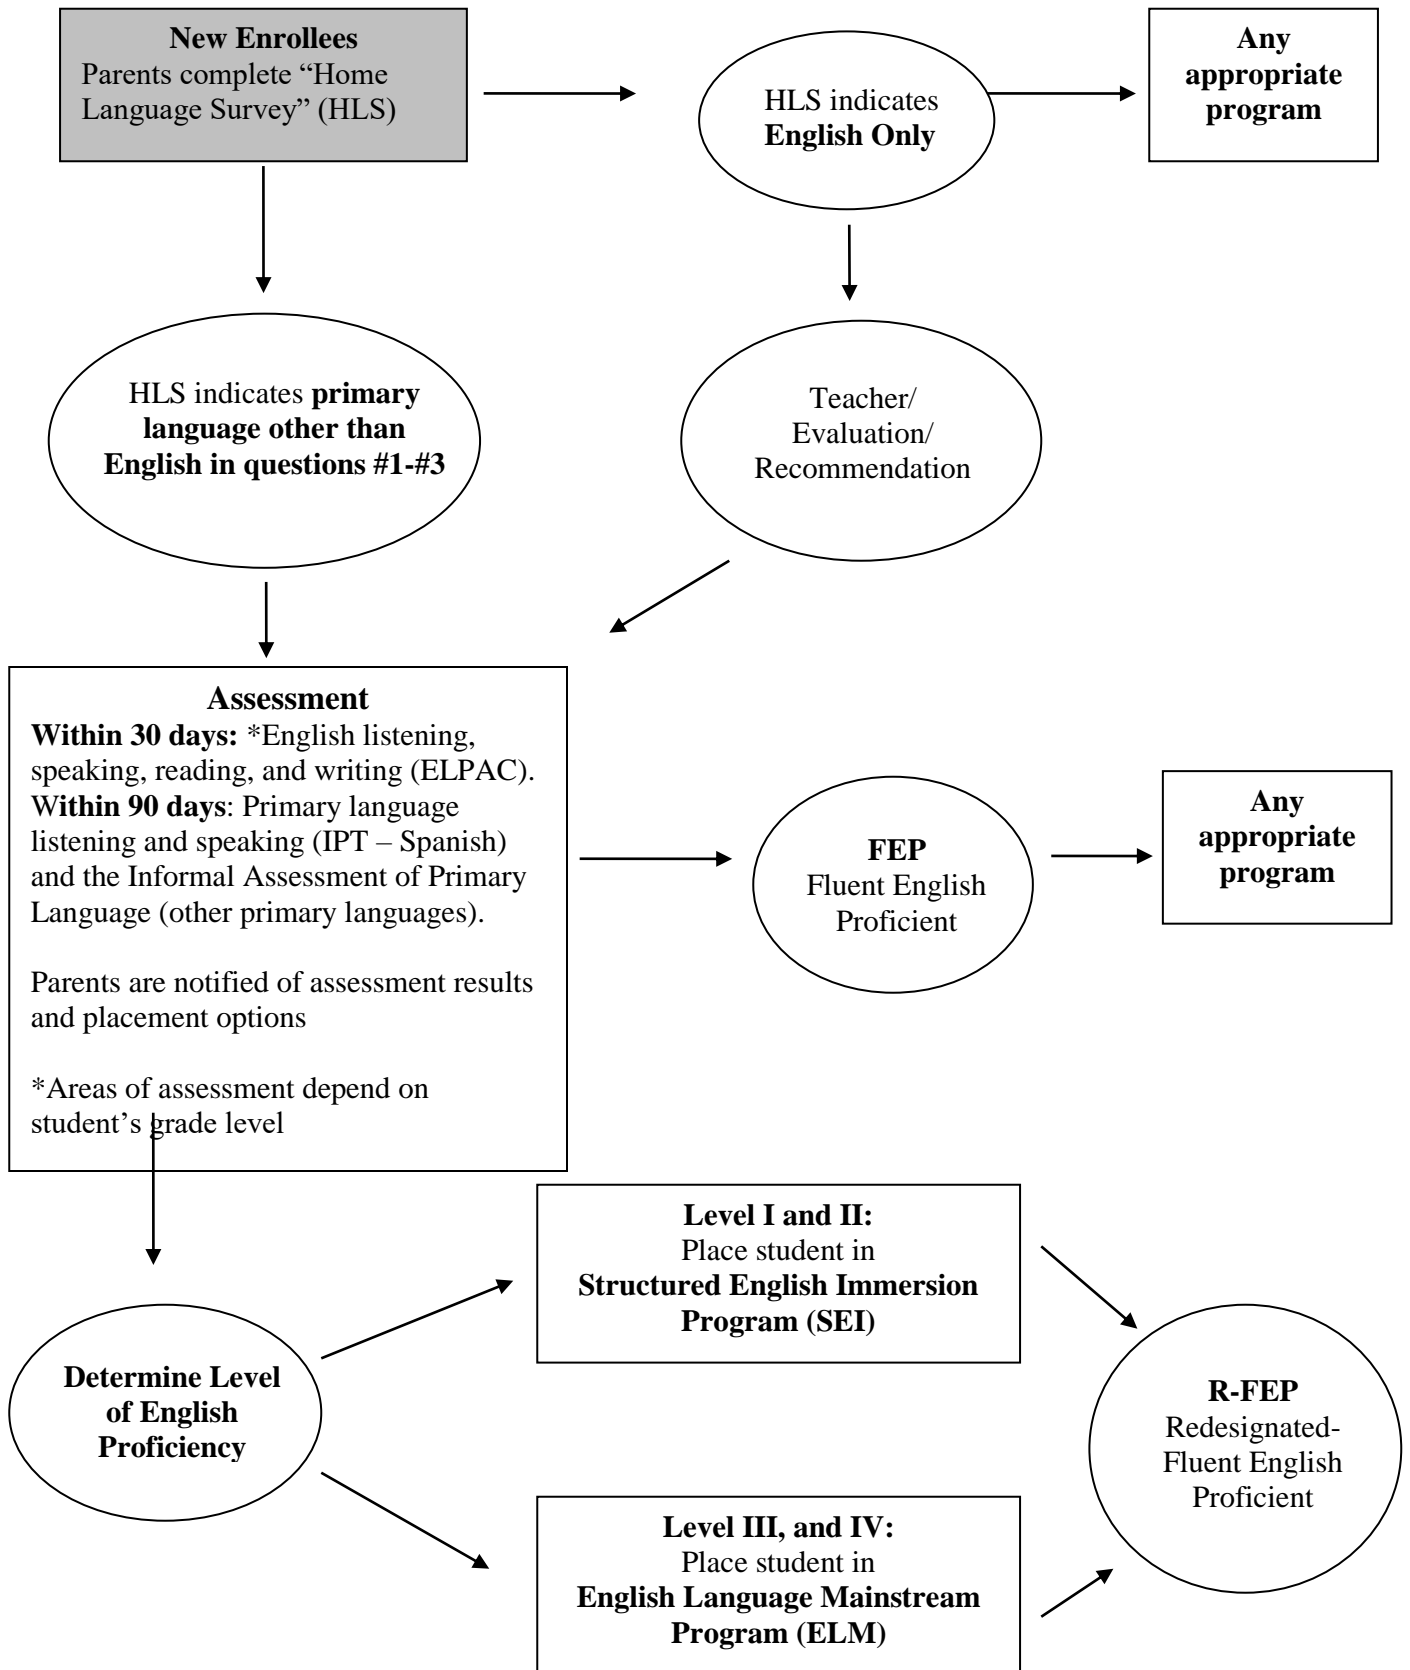 New Enrollees
Parents complete “Home
Language Survey” (HLS)
HLS indicates
English Only
Any
appropriate
program
HLS indicates primary
language other than
English in questions #1-#3
Teacher/
Evaluation/
Recommendation
Assessment
Within 30 days: *English listening,
speaking, reading, and writing (ELPAC).
Within 90 days: Primary language
listening and speaking (IPT – Spanish)
and the Informal Assessment of Primary
Language (other primary languages).
Parents are notified of assessment results
and placement options
*Areas of assessment depend on
student’s grade level
FEP
Fluent English
Proficient
Any
appropriate
program
Level I and II:
Place student in
Structured English Immersion
Program (SEI)
Determine Level
of English
Proficiency
R-FEP
Redesignated-
Fluent English
Proficient
Level III, and IV:
Place student in
English Language Mainstream
Program (ELM)